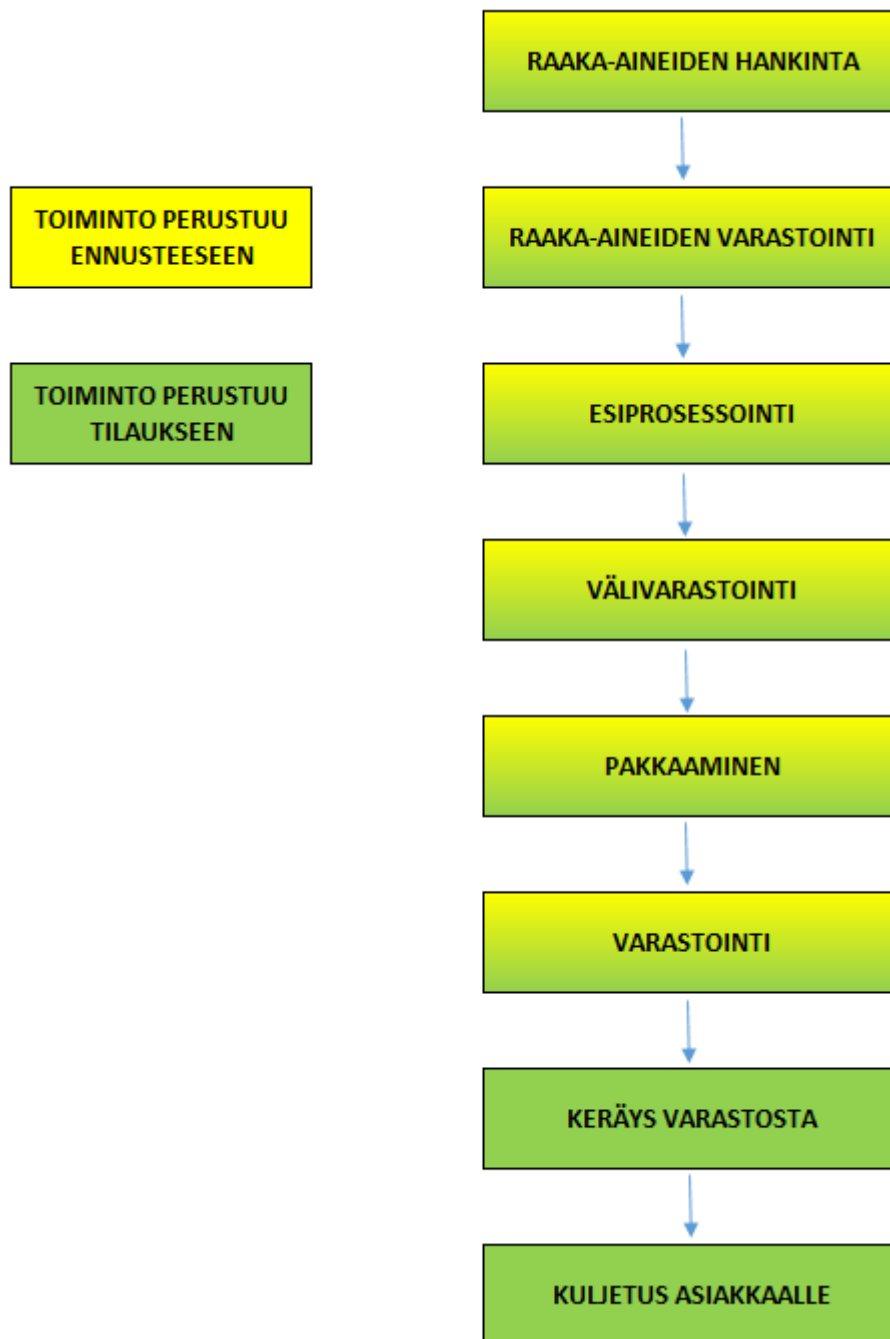 RAAKA-AINEIDEN HANKINTA
TOIMINTO PERUSTUU
ENNUSTEESEEN
RAAKA-AINEIDEN VARASTOINTI
TOIMINTO PERUSTUU
TILAUKSEEN
ESIPROSESSOINTI
VÄLIVARASTOINTI
PAKKAAMINEN
VARASTOINTI
KERÄYS VARASTOSTA
KULJETUS ASIAKKAALLE